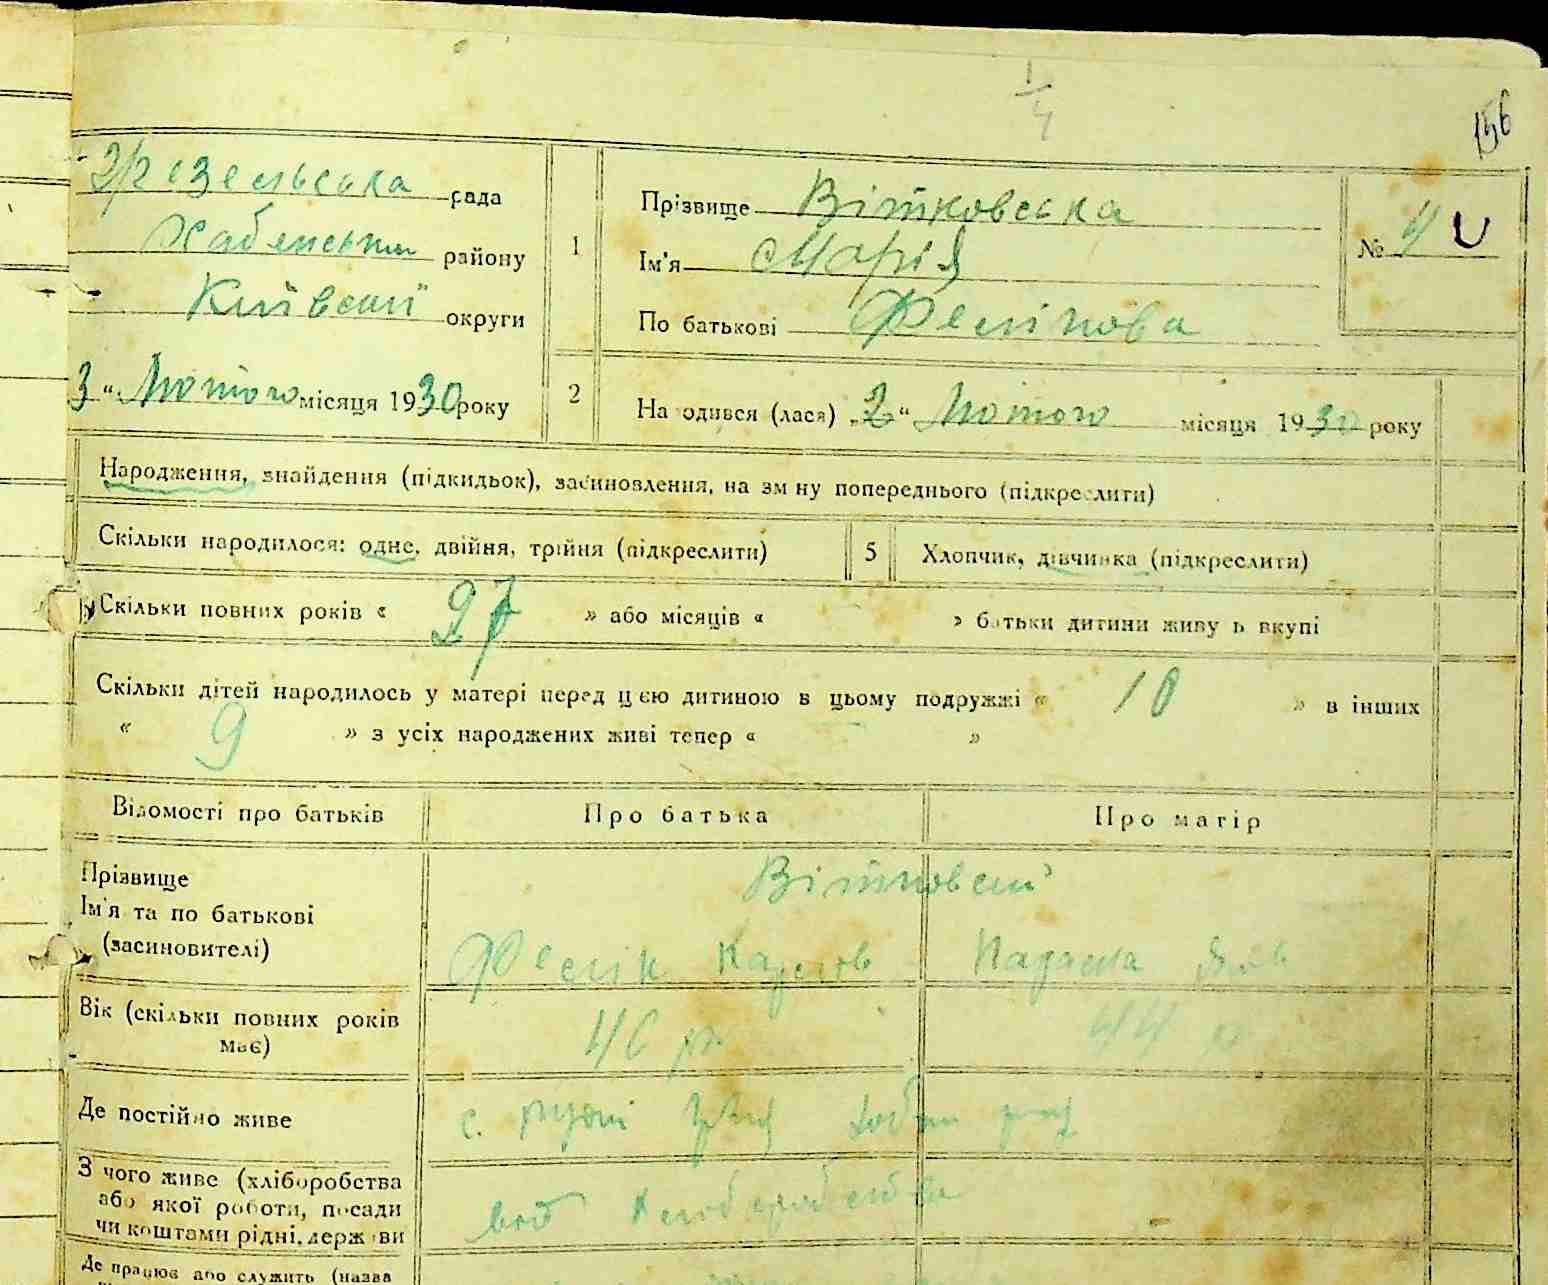 156
1/4
Грезельська рада
Хабенський району
Київської округи
3 "Лютого місяця 1930 року
1
Прізвище Вітковська
Ім'я Марія
По батькові Фелікова
№ 4
2
На одився (лася) „2“ Лютого місяця 1930 року
Народження, знайдення (підкидьок), засиновлення, на зм ну попереднього (підкреслити)
Скільки народилося: одне, двійня, трійня (підкреслити)
5
Хлопчик, дівчинка (підкреслити)
Скільки повних років « 27 » або місяців « » батьки дитини живу ь вкупі
Скільки дітей народилось у матері перед цією дитиною в цьому подружжі « 10 » в інших
« 9 » з усіх народжених живі тепер « »
Відомості про батьків
Про батька
Про матір
Прізвище
Ім'я та по батькові
(засиновителі)
Вітковські
Фелік Карлов
Вік (скільки повних років має)
46 р.
44 р
Де постійно живе
с.
З чого живе (хліборобства
або якої роботи, посади
чи коштами рідні, держ ви
Де працює або служить (назва